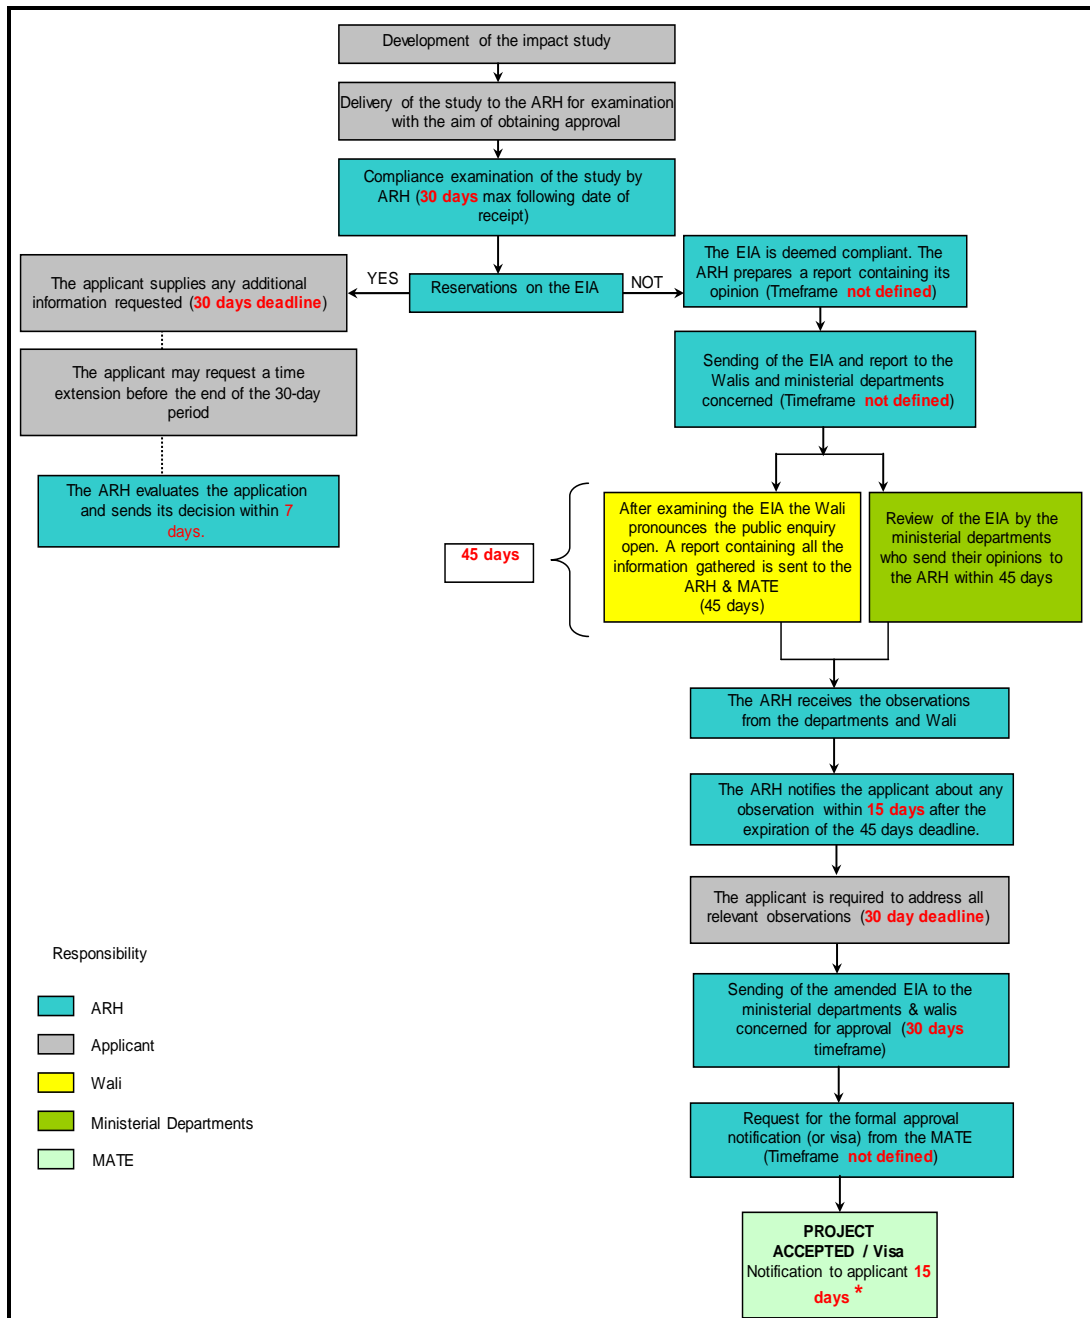 Development of the impact study
Delivery of the study to the ARH for examination
with the aim of obtaining approval
Compliance examination of the study by
ARH (30 days max following date of
receipt)
Reservations on the EIA
YES
NOT
The applicant supplies any additional
information requested (30 days deadline)
The applicant may request a time
extension before the end of the 30-day
period
The ARH evaluates the application
and sends its decision within 7
days.
The EIA is deemed compliant. The
ARH prepares a report containing its
opinion (Tmeframe not defined)
Sending of the EIA and report to the
Walis and ministerial departments
concerned (Timeframe not defined)
45 days
After examining the EIA the Wali
pronounces the public enquiry
open. A report containing all the
information gathered is sent to the
ARH & MATE
(45 days)
Review of the EIA by the
ministerial departments
who send their opinions to
the ARH within 45 days
The ARH receives the observations
from the departments and Wali
The ARH notifies the applicant about any
observation within 15 days after the
expiration of the 45 days deadline.
The applicant is required to address all
relevant observations (30 day deadline)
Sending of the amended EIA to the
ministerial departments & walis
concerned for approval (30 days
timeframe)
Request for the formal approval
notification (or visa) from the MATE
(Timeframe not defined)
PROJECT
ACCEPTED / Visa
Notification to applicant 15
days *
Responsibility
ARH
Applicant
Wali
Ministerial Departments
MATE